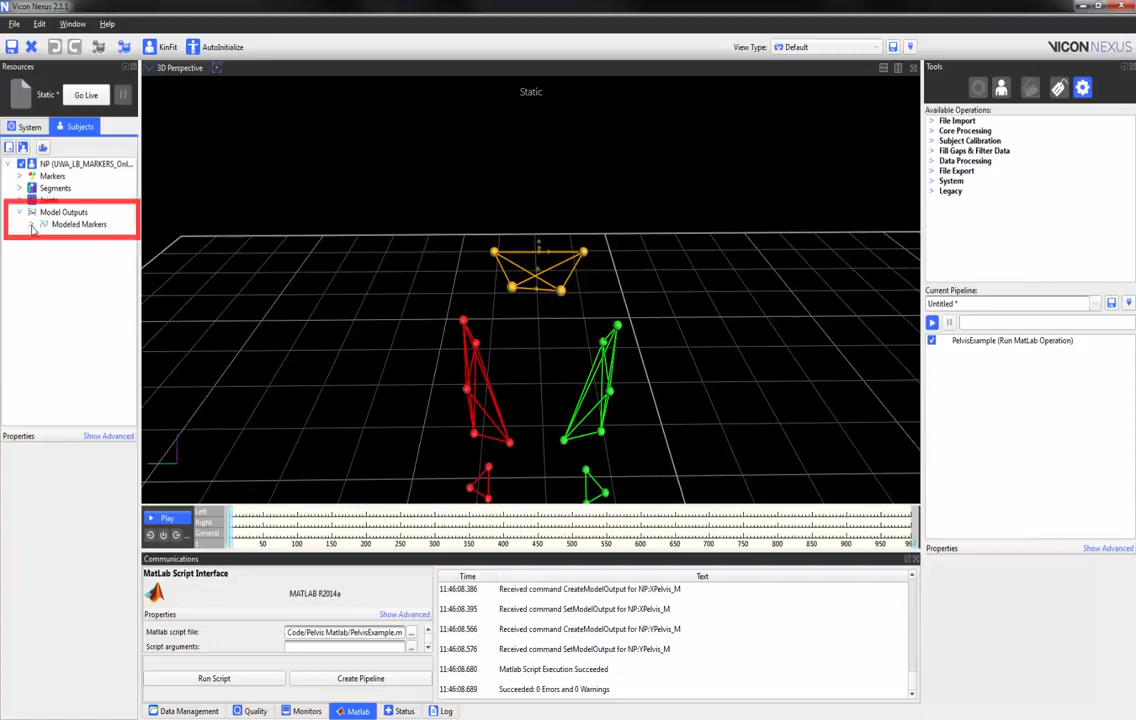 Vicon Nexus 2.1.1
File Edit Window Help
KinFit AutoInitialize View Type: Default VICON NEXUS
Resources
Static *
Go Live
System Subjects
NP (UWA_LB_MARKERS_Onl...
Markers
Segments
Model Outputs
Modeled Markers
Properties Show Advanced
3D Perspective
Static
Play
Left
Right
General
1 50 100 150 200 250 300 350 400 450 500 550 600 650 700 750 800 850 900 95
Communications
MatLab Script Interface
MATLAB R2014a
Properties Show Advanced
Matlab script file: Code/Pelvis Matlab/PelvisExample.m ...
Script arguments: ...
Run Script Create Pipeline
Time Text
11:46:08.386 Received command CreateModelOutput for NP:XPelvis_M
11:46:08.395 Received command SetModelOutput for NP:XPelvis_M
11:46:08.566 Received command CreateModelOutput for NP:YPelvis_M
11:46:08.576 Received command SetModelOutput for NP:YPelvis_M
11:46:08.680 Matlab Script Execution Succeeded
11:46:08.689 Succeeded: 0 Errors and 0 Warnings
Data Management Quality Monitors Matlab Status Log
Tools
Available Operations:
File Import
Core Processing
Subject Calibration
Fill Gaps & Filter Data
Data Processing
File Export
System
Legacy
Current Pipeline:
Untitled *
PelvisExample (Run MatLab Operation)
Properties Show Advanced